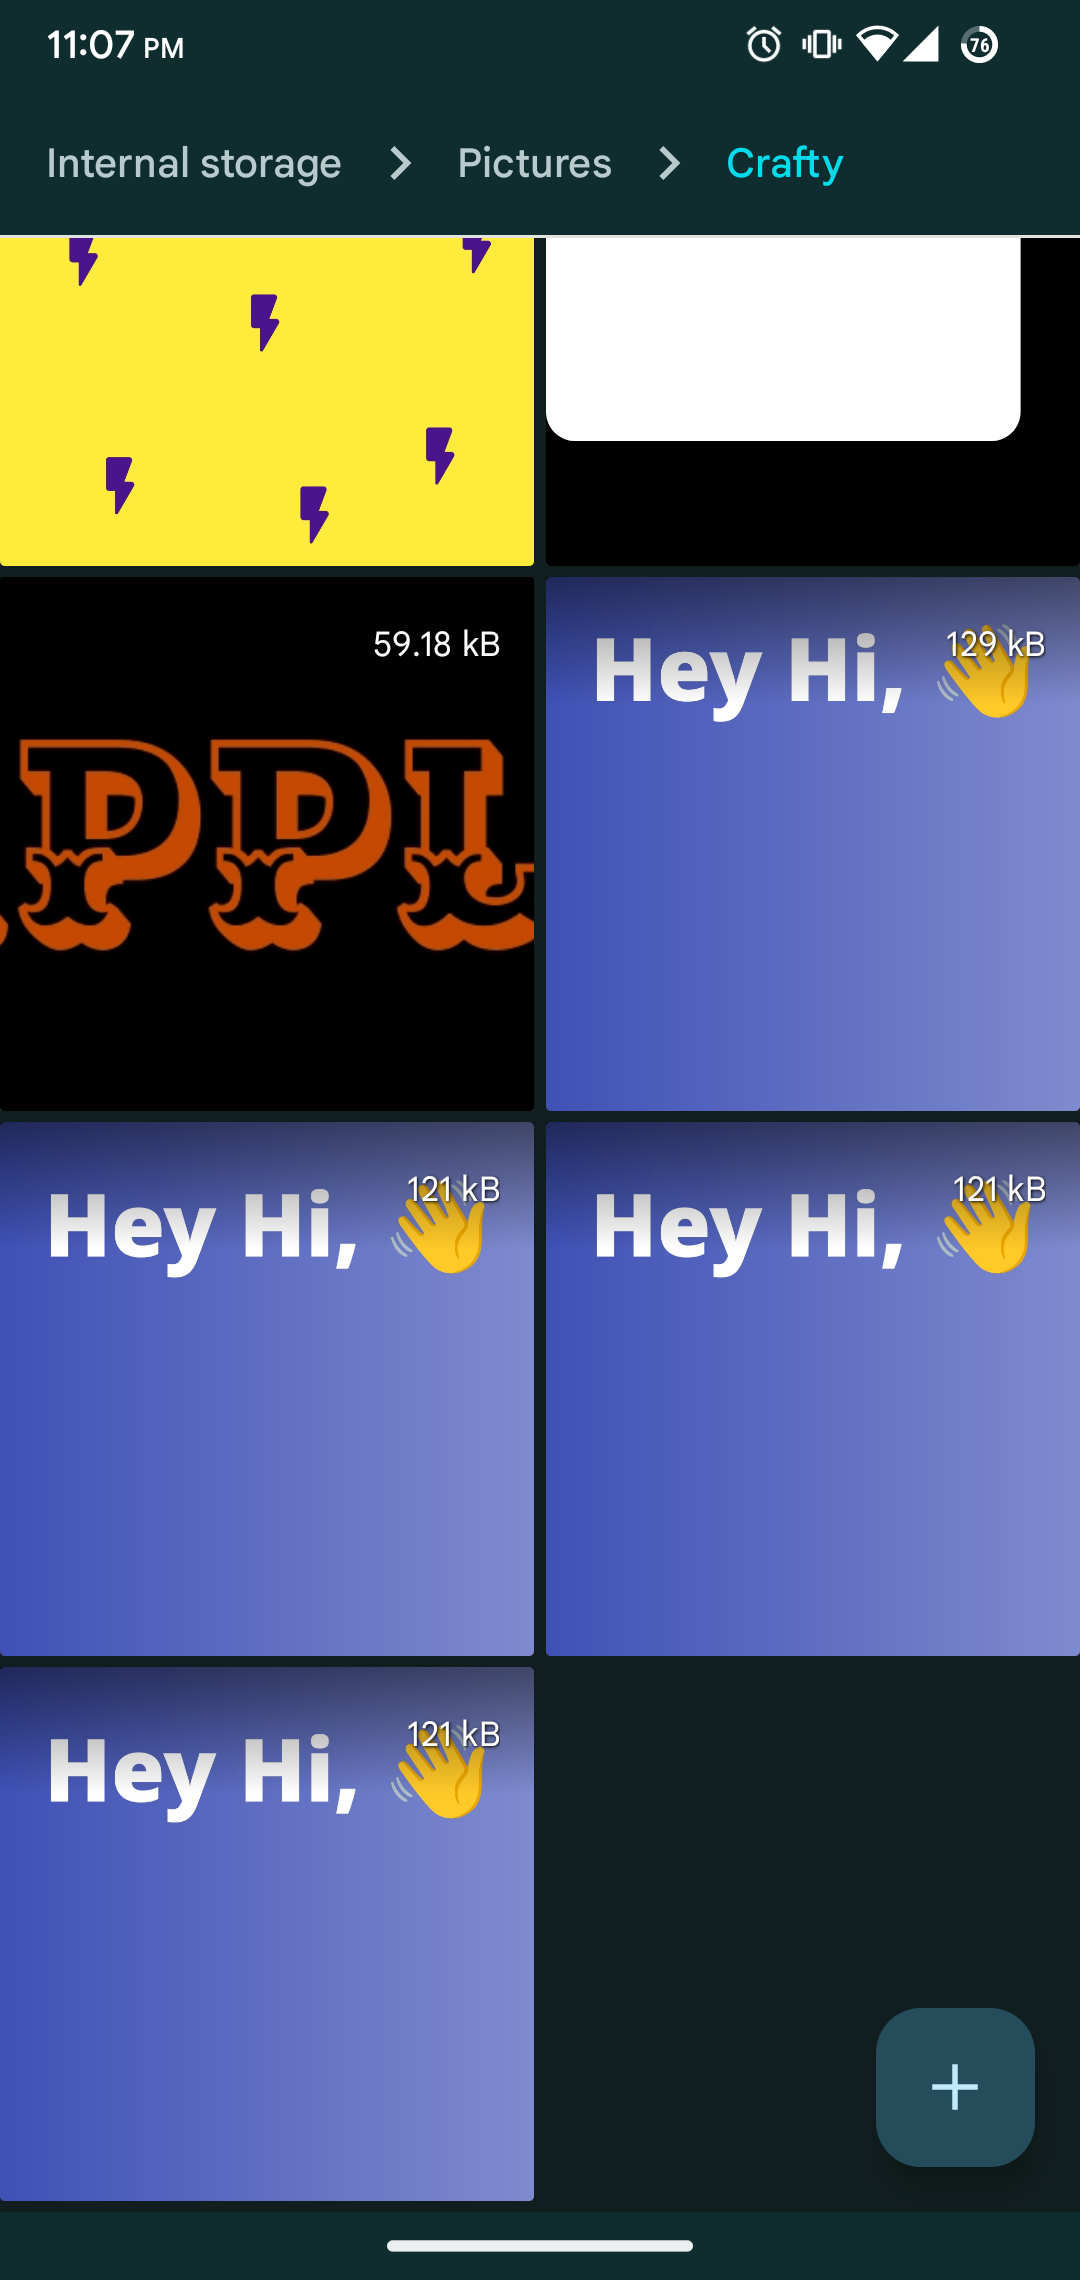 11:07 PM 76
Internal storage > Pictures > Crafty
59.18 kB
PPL
129 kB
Hey Hi, 👋
121 kB
Hey Hi, 👋
121 kB
Hey Hi, 👋
121 kB
Hey Hi, 👋